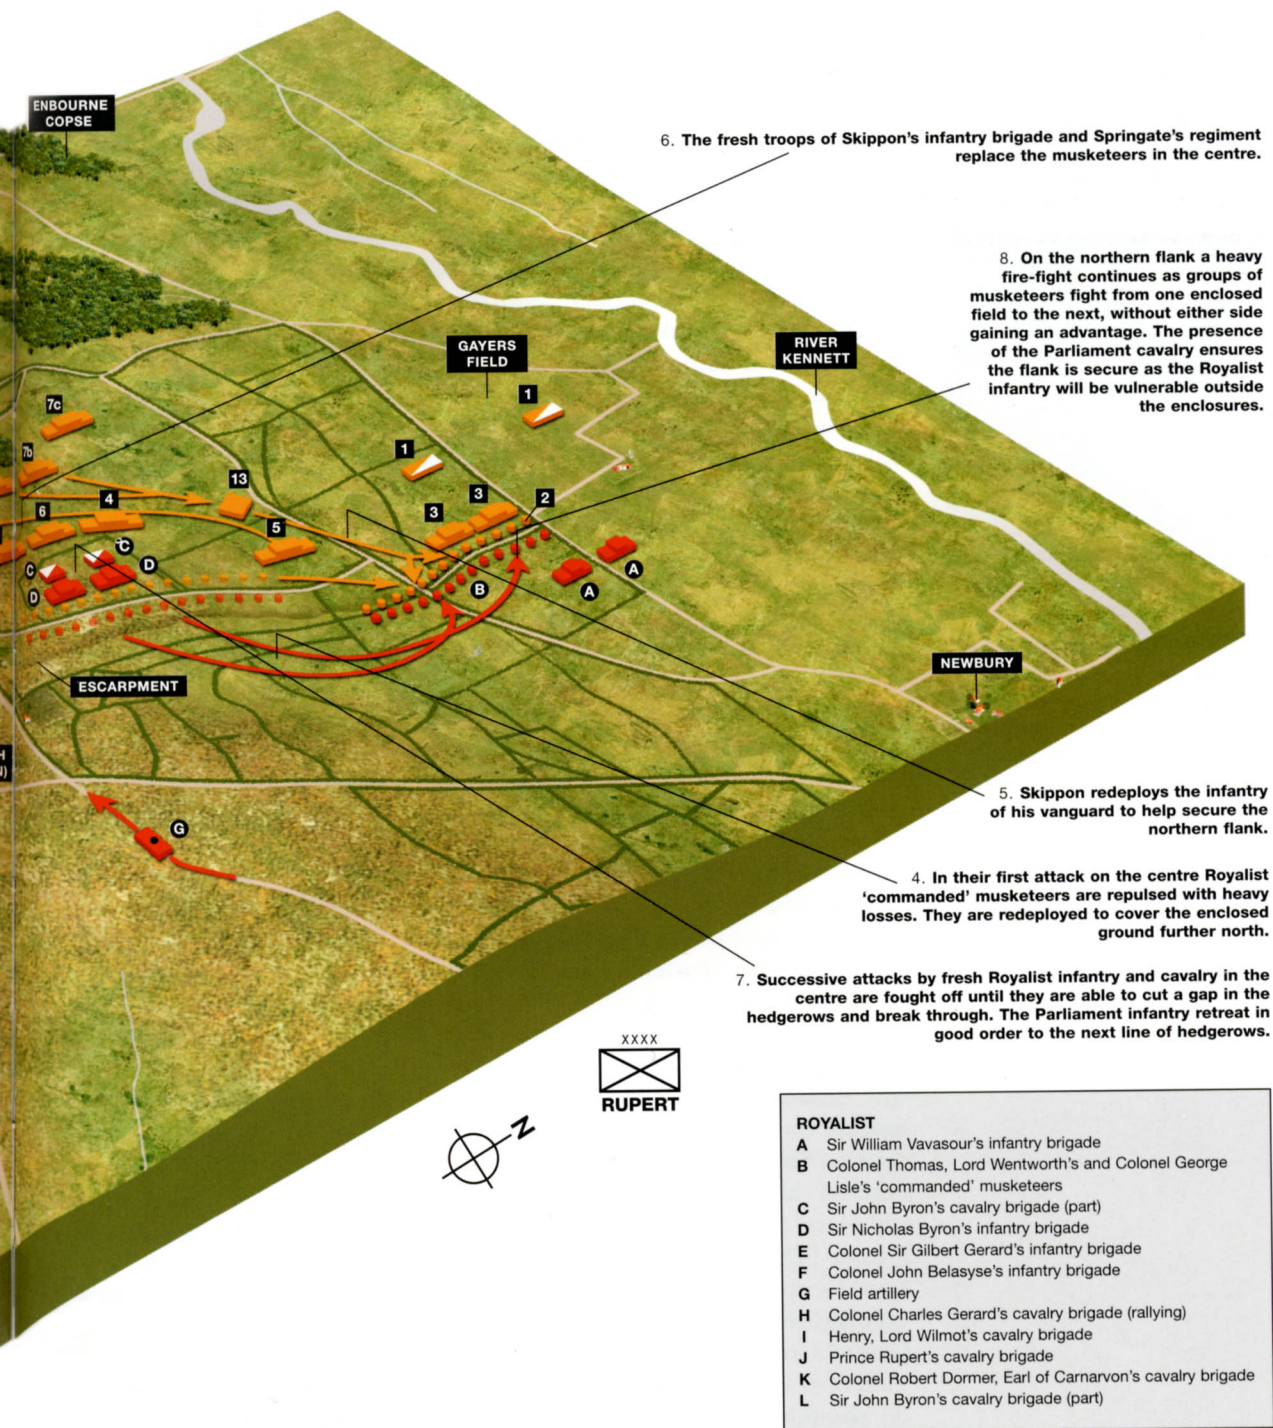 ENBOURNE
COPSE
6. The fresh troops of Skippon's infantry brigade and Springate's regiment
replace the musketeers in the centre.
8. On the northern flank a heavy
fire-fight continues as groups of
musketeers fight from one enclosed
field to the next, without either side
gaining an advantage. The presence
of the Parliament cavalry ensures
the flank is secure as the Royalist
infantry will be vulnerable outside
the enclosures.
GAYERS
FIELD
RIVER
KENNETT
1
7c
1
7b
13
3
2
4
3
6
5
C
D
C
D
B
A
A
ESCARPMENT
NEWBURY
H
N)
G
5. Skippon redeploys the infantry
of his vanguard to help secure the
northern flank.
4. In their first attack on the centre Royalist
'commanded' musketeers are repulsed with heavy
losses. They are redeployed to cover the enclosed
ground further north.
7. Successive attacks by fresh Royalist infantry and cavalry in the
centre are fought off until they are able to cut a gap in the
hedgerows and break through. The Parliament infantry retreat in
good order to the next line of hedgerows.
XXXX
RUPERT
N
ROYALIST
A Sir William Vavasour's infantry brigade
B Colonel Thomas, Lord Wentworth's and Colonel George
Lisle's 'commanded' musketeers
C Sir John Byron's cavalry brigade (part)
D Sir Nicholas Byron's infantry brigade
E Colonel Sir Gilbert Gerard's infantry brigade
F Colonel John Belasyse's infantry brigade
G Field artillery
H Colonel Charles Gerard's cavalry brigade (rallying)
I Henry, Lord Wilmot's cavalry brigade
J Prince Rupert's cavalry brigade
K Colonel Robert Dormer, Earl of Carnarvon's cavalry brigade
L Sir John Byron's cavalry brigade (part)